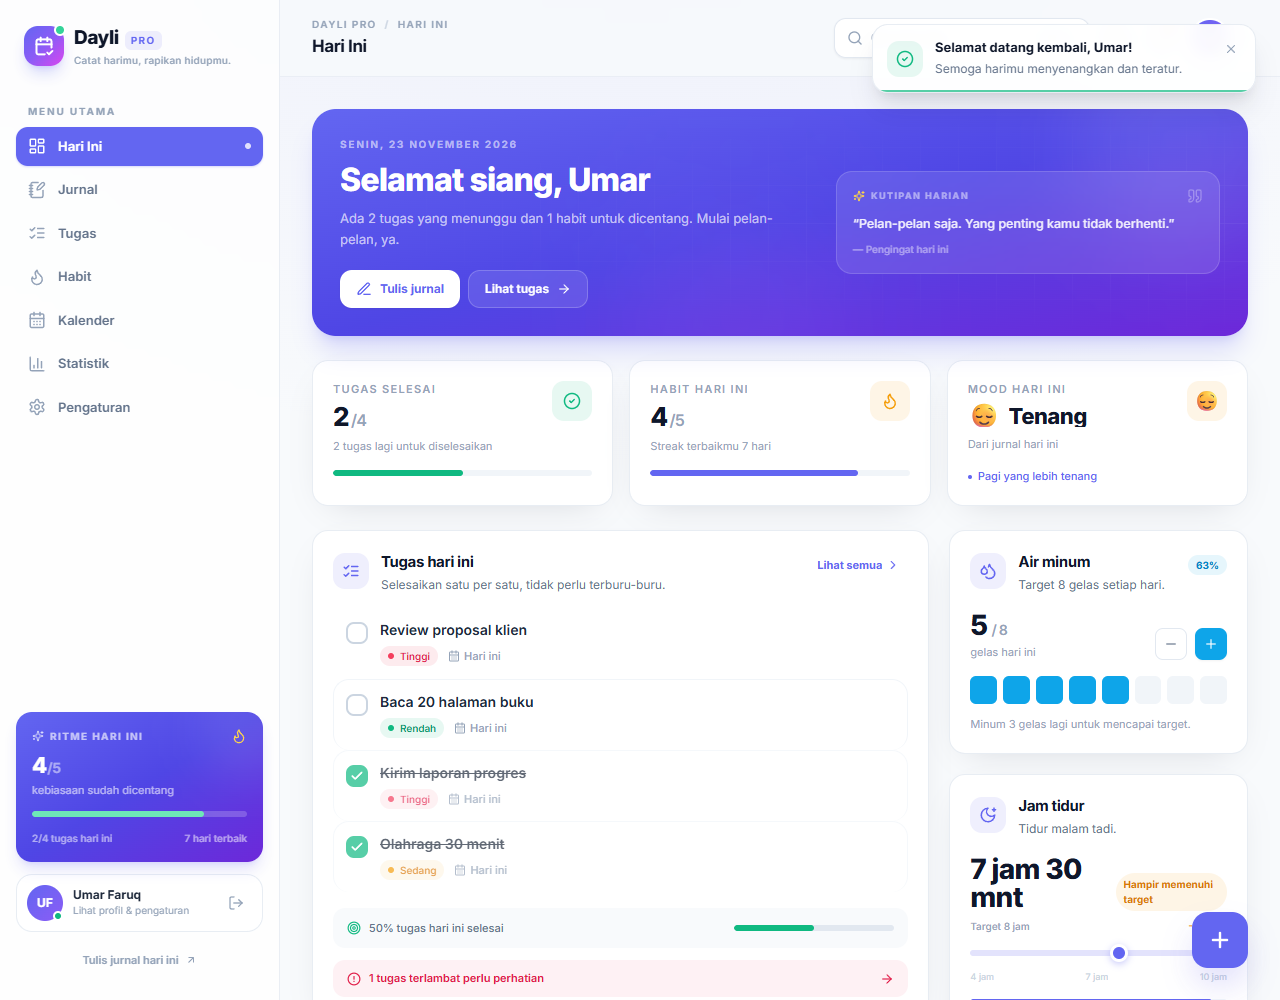 Dayli PRO
Catat harimu, rapikan hidupmu.
MENU UTAMA
Hari Ini
Jurnal
Tugas
Habit
Kalender
Statistik
Pengaturan
RITME HARI INI
4/5
kebiasaan sudah dicentang
2/4 tugas hari ini
7 hari terbaik
UF
Umar Faruq
Lihat profil & pengaturan
Tulis jurnal hari ini
DAYLI PRO / HARI INI
Hari Ini
Selamat datang kembali, Umar!
Semoga harimu menyenangkan dan teratur.
SENIN, 23 NOVEMBER 2026
Selamat siang, Umar
Ada 2 tugas yang menunggu dan 1 habit untuk dicentang. Mulai pelan-
pelan, ya.
Tulis jurnal
Lihat tugas
KUTIPAN HARIAN
“Pelan-pelan saja. Yang penting kamu tidak berhenti.”
— Pengingat hari ini
TUGAS SELESAI
2/4
2 tugas lagi untuk diselesaikan
HABIT HARI INI
4/5
Streak terbaikmu 7 hari
MOOD HARI INI
Tenang
Dari jurnal hari ini
• Pagi yang lebih tenang
Tugas hari ini
Selesaikan satu per satu, tidak perlu terburu-buru.
Lihat semua
Review proposal klien
Tinggi
Hari ini
Baca 20 halaman buku
Rendah
Hari ini
Kirim laporan progres
Tinggi
Hari ini
Olahraga 30 menit
Sedang
Hari ini
50% tugas hari ini selesai
1 tugas terlambat perlu perhatian
Air minum
Target 8 gelas setiap hari.
63%
5 / 8
gelas hari ini
Minum 3 gelas lagi untuk mencapai target.
Jam tidur
Tidur malam tadi.
7 jam 30
mnt
Hampir memenuhi
target
Target 8 jam
4 jam
7 jam
10 jam